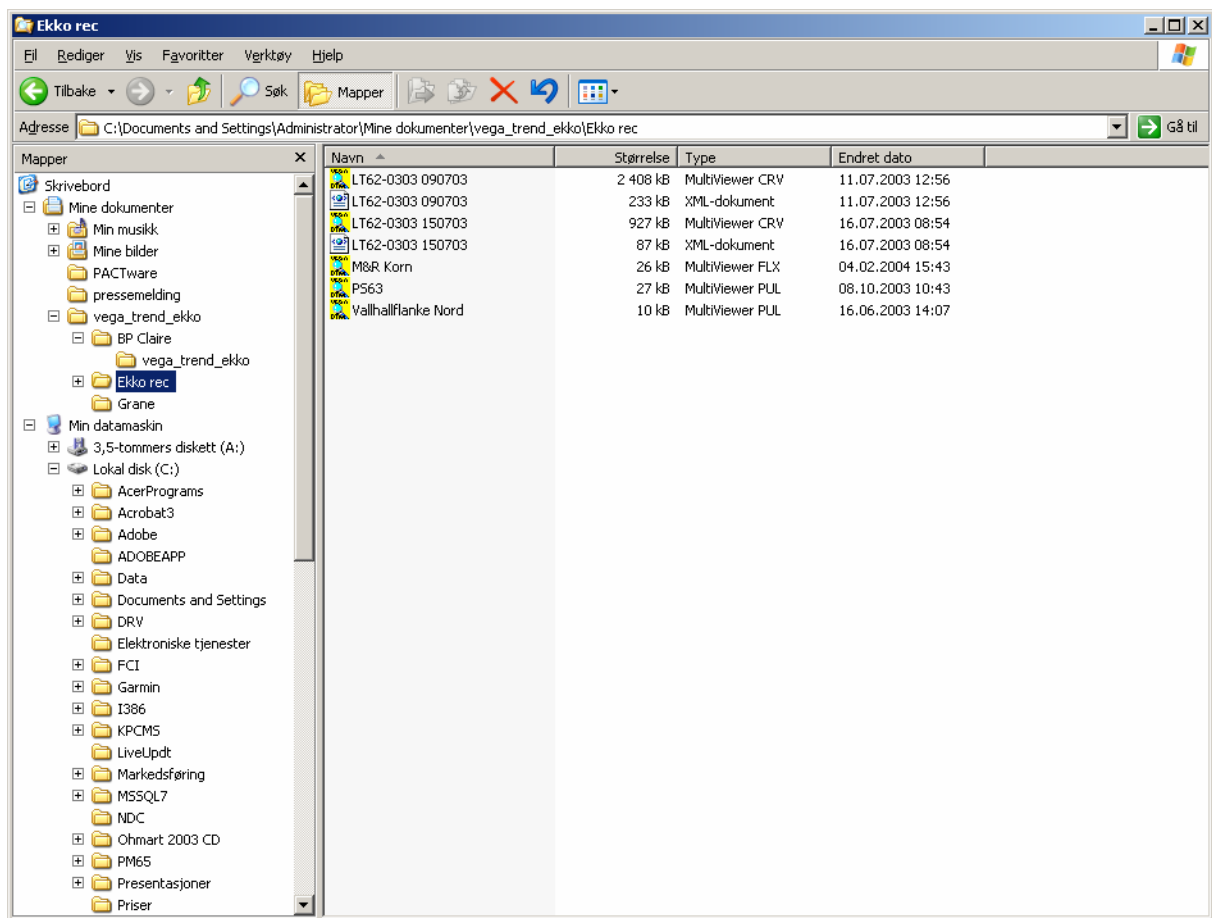 Ekko rec
Fil Rediger Vis Favoritter Verktøy Hjelp
Tilbake Søk Mapper
Adresse C:\Documents and Settings\Administrator\Mine dokumenter\vega_trend_ekko\Ekko rec Gå til
Mapper
Skrivebord
Mine dokumenter
Min musikk
Mine bilder
PACTware
pressemelding
vega_trend_ekko
BP Claire
vega_trend_ekko
Ekko rec
Grane
Min datamaskin
3,5-tommers diskett (A:)
Lokal disk (C:)
AcerPrograms
Acrobat3
Adobe
ADOBEAPP
Data
Documents and Settings
DRV
Elektroniske tjenester
FCI
Garmin
I386
KPCMS
LiveUpdt
Markedsføring
MSSQL7
NDC
Ohmart 2003 CD
PM65
Presentasjoner
Priser
Navn Størrelse Type Endret dato
LT62-0303 090703 2 408 kB MultiViewer CRV 11.07.2003 12:56
LT62-0303 090703 233 kB XML-dokument 11.07.2003 12:56
LT62-0303 150703 927 kB MultiViewer CRV 16.07.2003 08:54
LT62-0303 150703 87 kB XML-dokument 16.07.2003 08:54
M&R Korn 26 kB MultiViewer FLX 04.02.2004 15:43
PS63 27 kB MultiViewer PUL 08.10.2003 10:43
Vallhallflanke Nord 10 kB MultiViewer PUL 16.06.2003 14:07